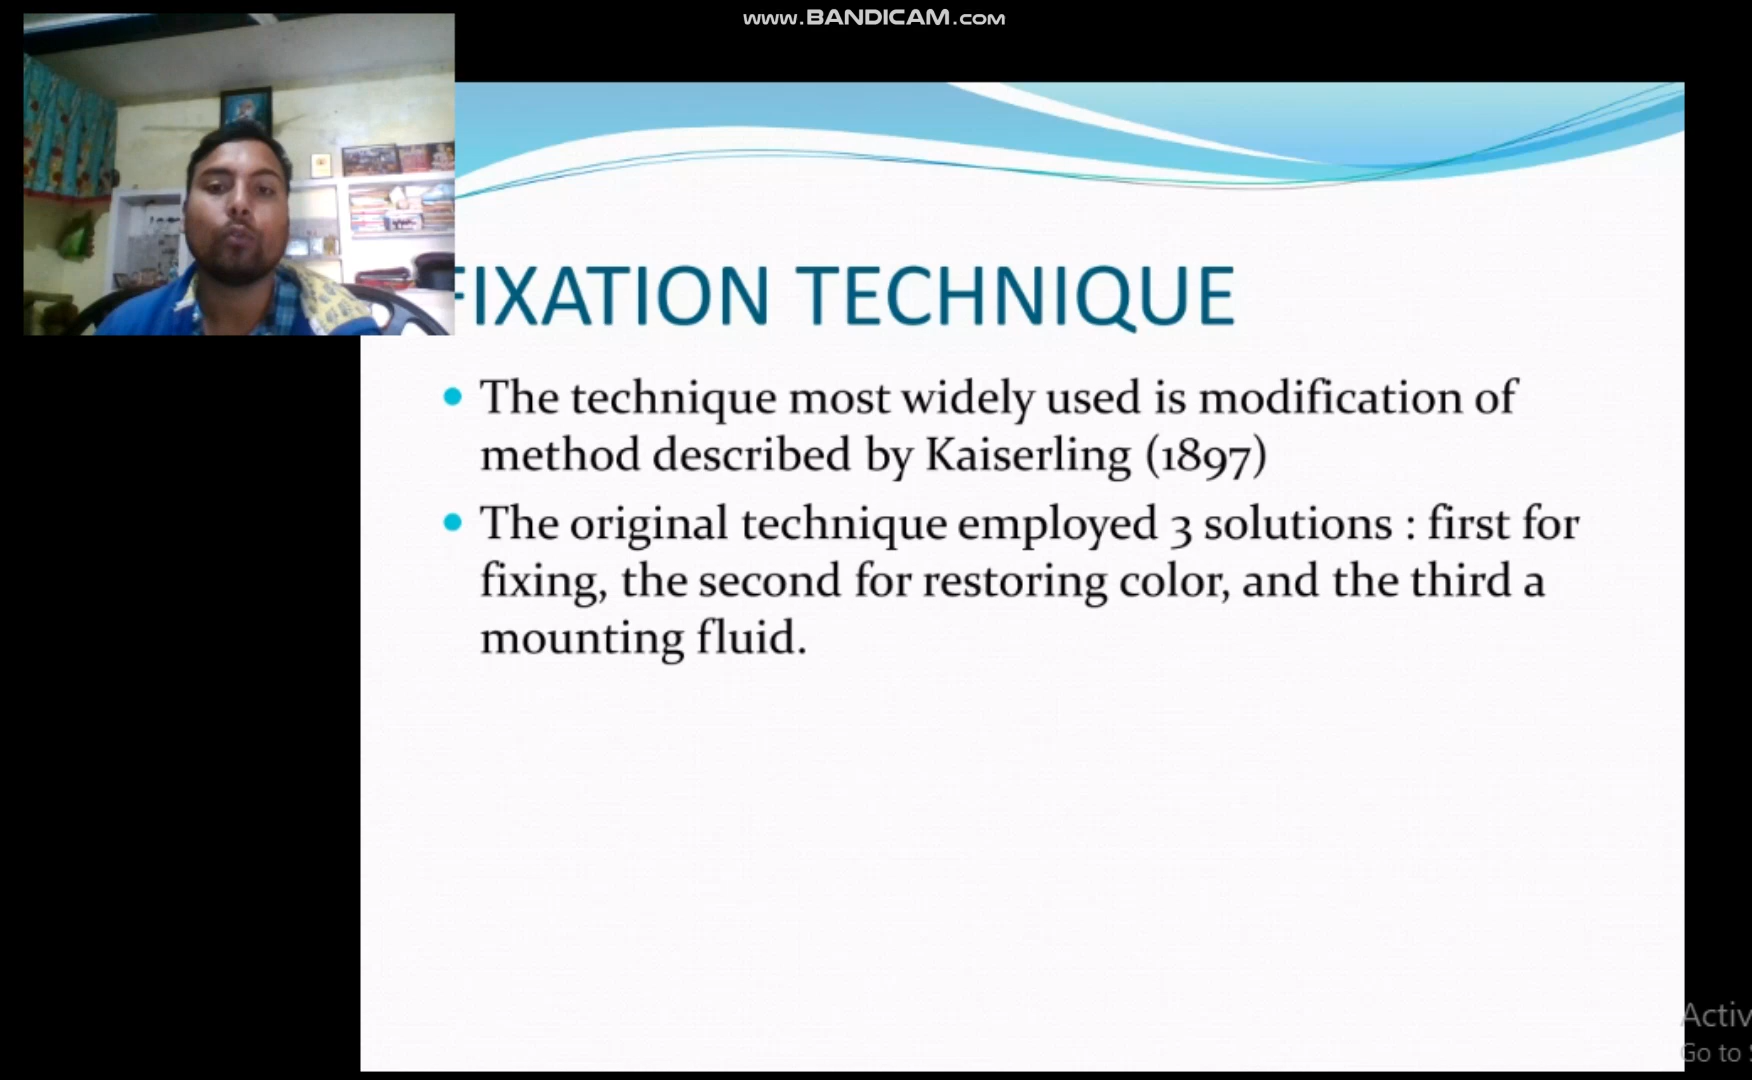 www.BANDICAM.com
FIXATION TECHNIQUE
• The technique most widely used is modification of
method described by Kaiserling (1897)
• The original technique employed 3 solutions : first for
fixing, the second for restoring color, and the third a
mounting fluid.
Activ
Go to S